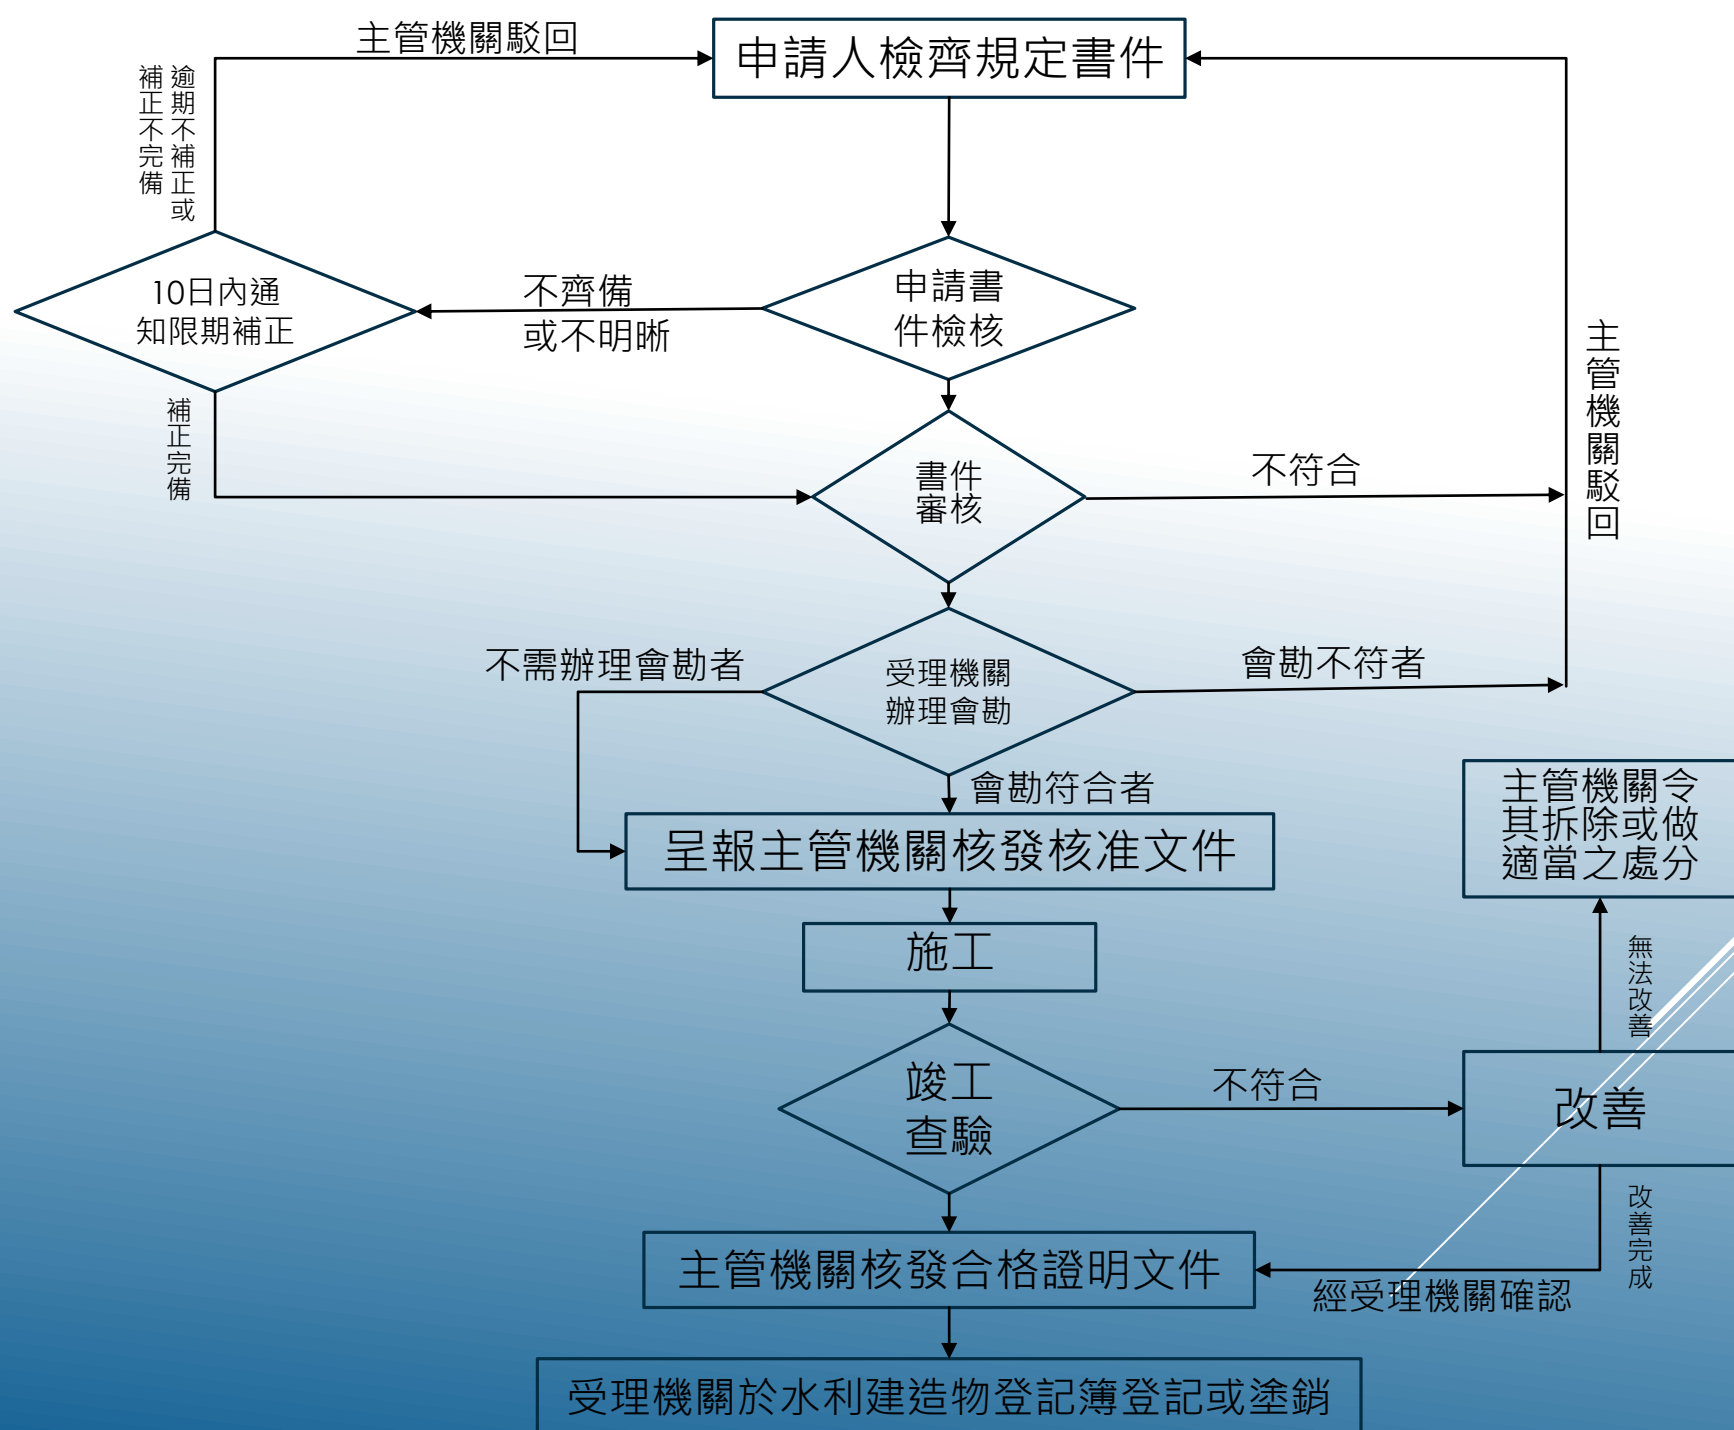 主管機關駁回
申請人檢齊規定書件
逾期不補正或
補正不完備
10日內通
知限期補正
不齊備
或不明晰
申請書
件檢核
主管機關駁回
補正完備
書件
審核
不符合
不需辦理會勘者
受理機關
辦理會勘
會勘不符者
會勘符合者
呈報主管機關核發核准文件
主管機關令
其拆除或做
適當之處分
施工
無法改善
竣工
查驗
不符合
改善
改善完成
主管機關核發合格證明文件
經受理機關確認
受理機關於水利建造物登記簿登記或塗銷